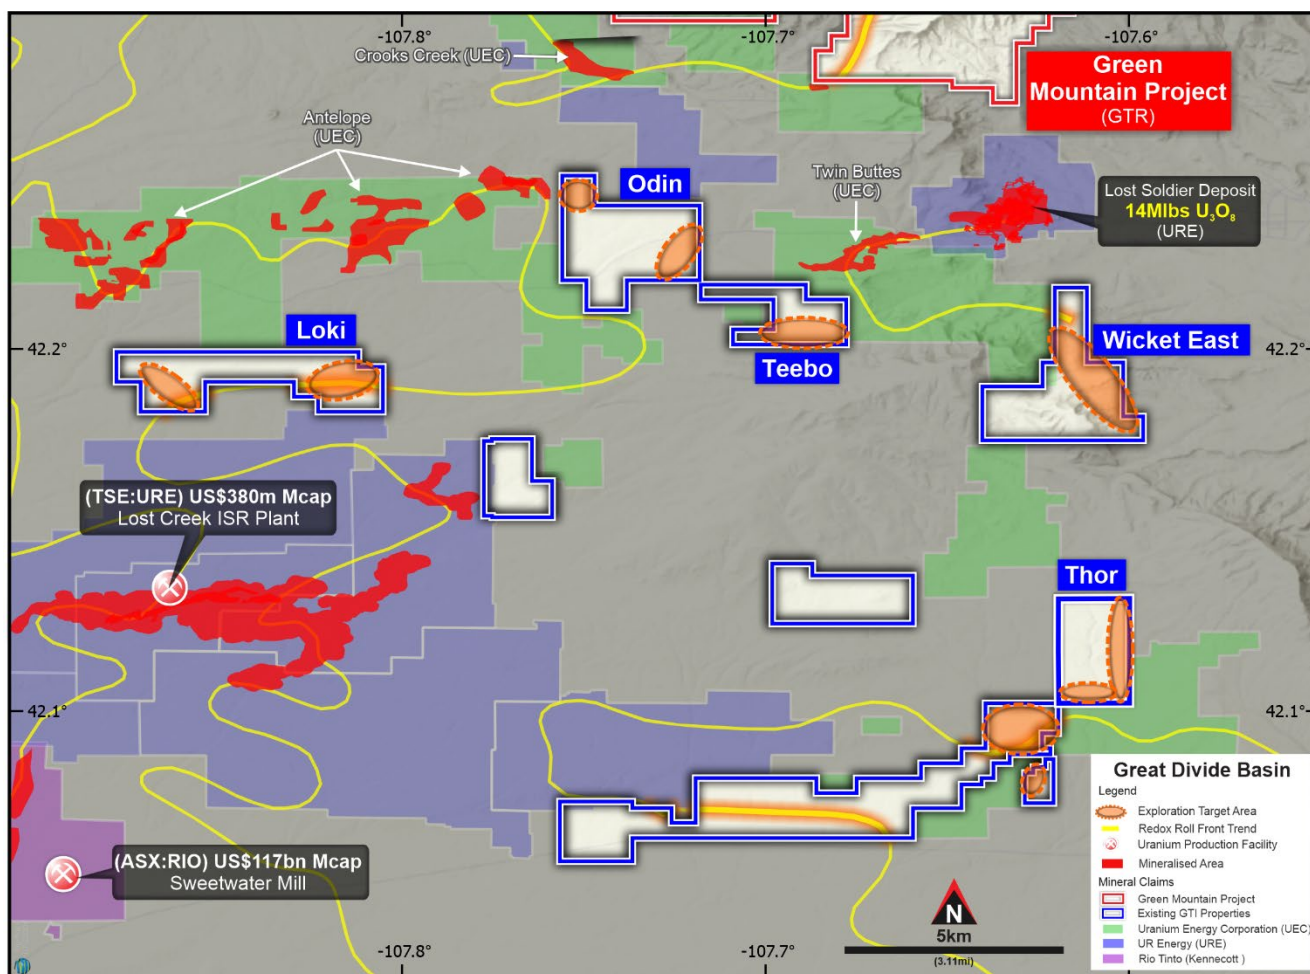 -107.8
-107.7
-107.6
Crooks Creek (UEC)
Green
Mountain Project
(GTR)
Antelope
(UEC)
Odin
Twin Buttes
(UEC)
Lost Soldier Deposit
14Mlbs U₃O₈
(URE)
Loki
42.2°
Teebo
Wicket East
42.2°
(TSE:URE) US$380m Mcap
Lost Creek ISR Plant
Thor
42.1°
42.1°
(ASX:RIO) US$117bn Mcap
Sweetwater Mill
N
5km
(3.11mi)
-107.8
-107.7
Great Divide Basin
Legend
Exploration Target Area
Redox Roll Front Trend
Uranium Production Facility
Mineralised Area
Mineral Claims
Green Mountain Project
Existing GTI Properties
Uranium Energy Corporation (UEC)
UR Energy (URE)
Rio Tinto (Kennecott )